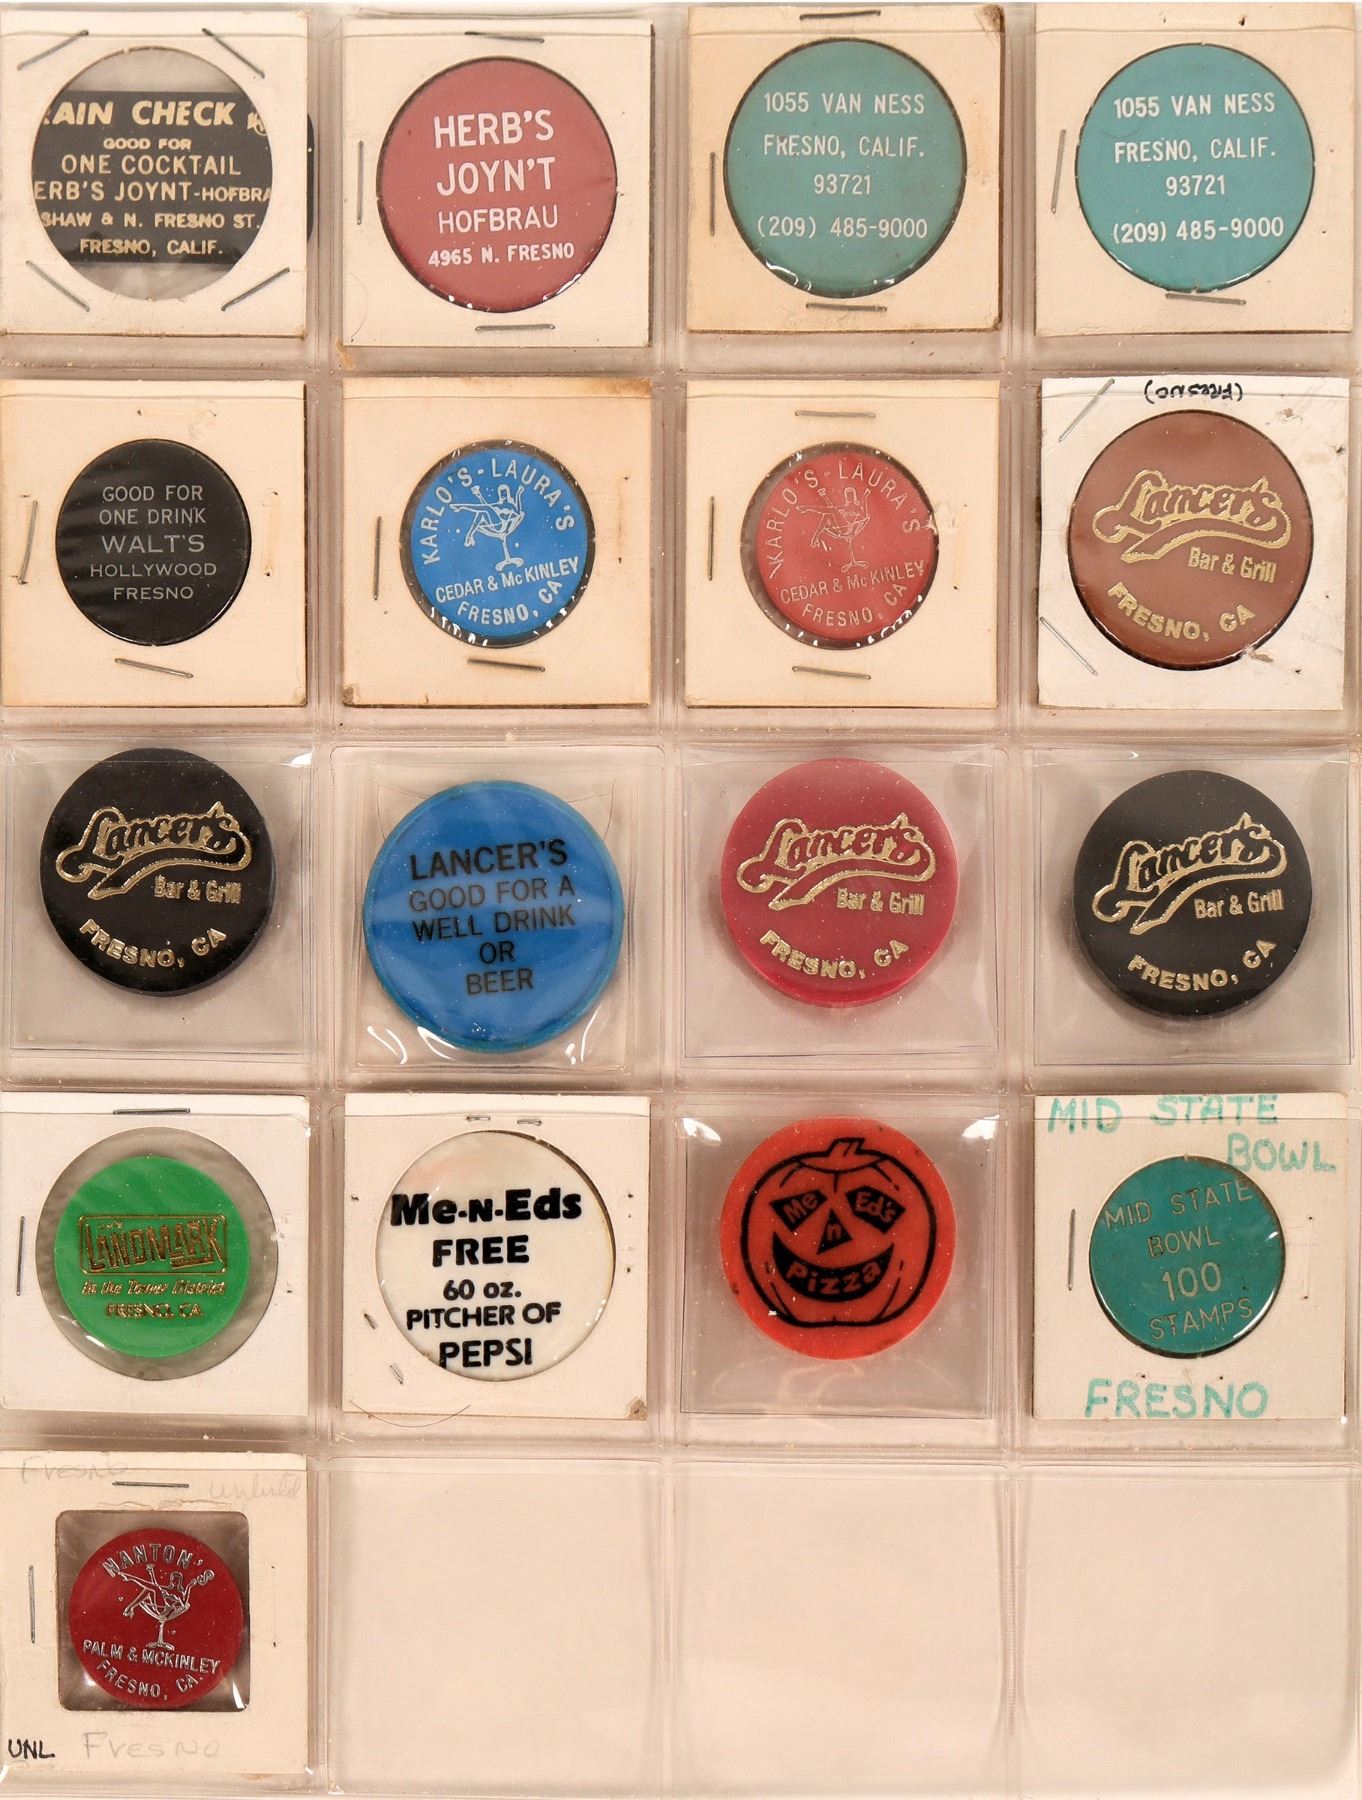 AIN CHECK
GOOD FOR
ONE COCKTAIL
ERB'S JOYNT-HOFBRA
SHAW & N. FRESNO ST.
FRESNO, CALIF.
HERB'S
JOYN'T
HOFBRAU
4965 N. FRESNO
1055 VAN NESS
FRESNO, CALIF.
93721
(209) 485-9000
1055 VAN NESS
FRESNO, CALIF.
93721
(209) 485-9000
GOOD FOR
ONE DRINK
WALT'S
HOLLYWOOD
FRESNO
KARLO'S-LAURA'S
CEDAR & McKINLEY
FRESNO, CA
KARLO'S-LAURA'S
CEDAR & McKINLEY
FRESNO, CA
(Fresno)
Lancer's
Bar & Grill
FRESNO, CA
Lancer's
Bar & Grill
FRESNO, CA
LANCER'S
GOOD FOR A
WELL DRINK
OR
BEER
Lancer's
Bar & Grill
FRESNO, CA
Lancer's
Bar & Grill
FRESNO, CA
LANDMARK
In the Tower District
FRESNO, CA
Me-N-Eds
FREE
60 oz.
PITCHER OF
PEPSI
Me n Ed's
Pizza
MID STATE
BOWL
MID STATE
BOWL
100
STAMPS
FRESNO
Fresno
unlistd
NANTON'S
PALM & MCKINLEY
FRESNO, CA.
UNL Fresno